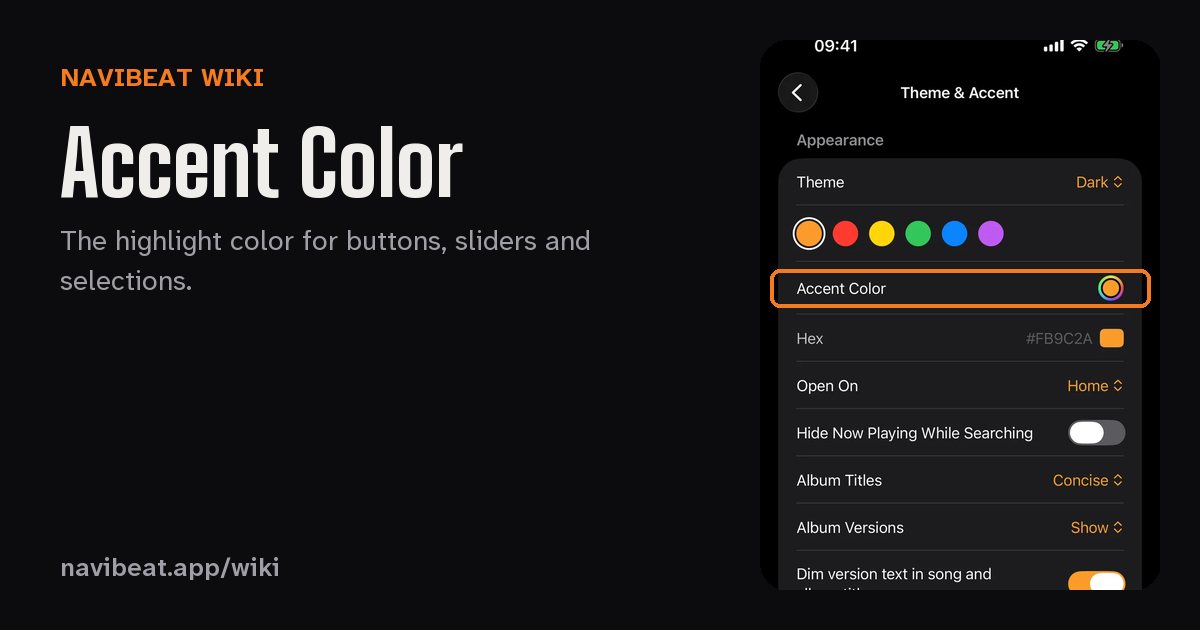 NAVIBEAT WIKI
Accent Color
The highlight color for buttons, sliders and
selections.
navibeat.app/wiki
09:41
Theme & Accent
Appearance
Theme Dark
Accent Color
Hex #FB9C2A
Open On Home
Hide Now Playing While Searching
Album Titles Concise
Album Versions Show
Dim version text in song and